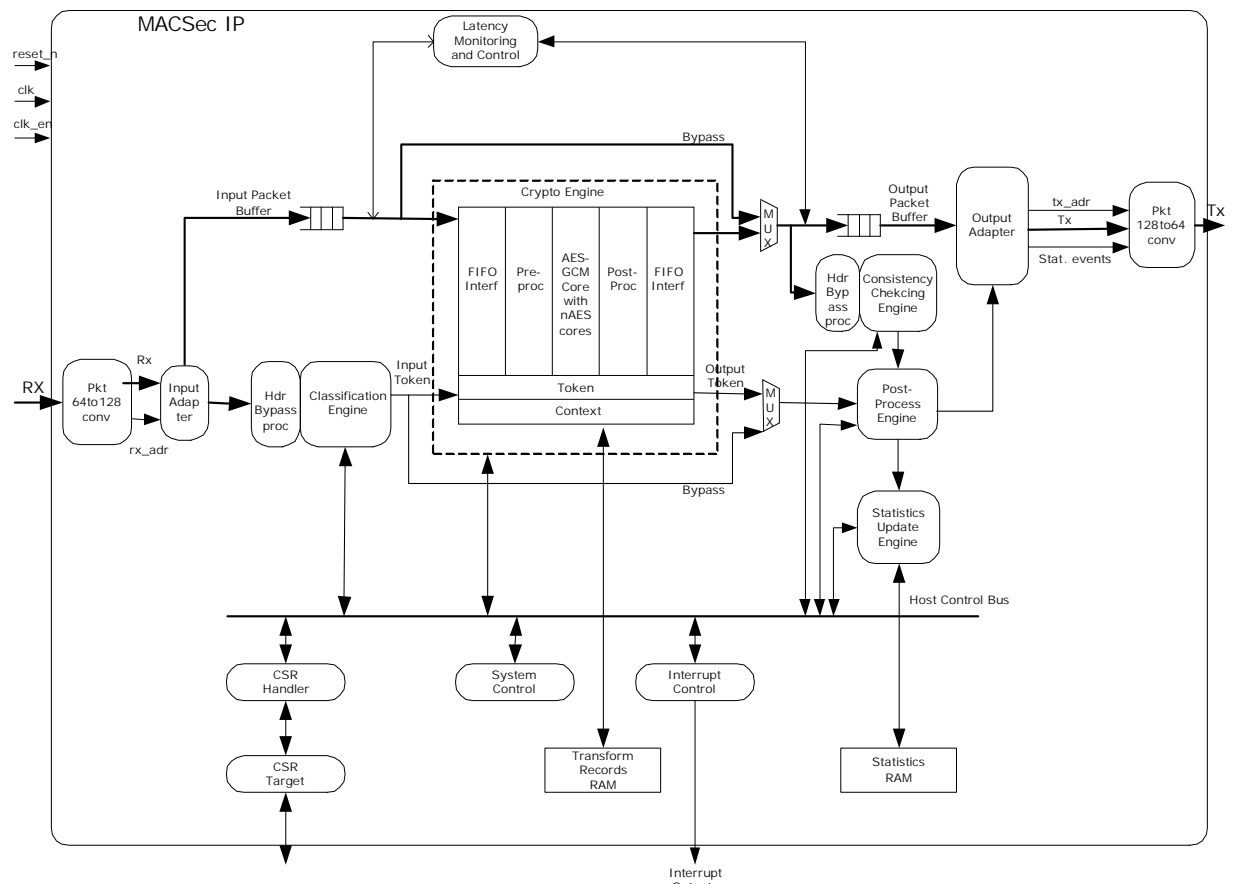 MACSec IP
reset_n
clk
clk_en
Latency
Monitoring
and Control
Bypass
Input Packet
Buffer
Crypto Engine
FIFO
Interf
Pre-
proc
AES-
GCM
Core
with
nAES
cores
Post-
Proc
FIFO
Interf
Token
Context
M
U
X
Output
Packet
Buffer
Output
Adapter
tx_adr
Tx
Stat. events
Pkt
128to64
conv
Tx
Hdr
Byp
ass
proc
Consistency
Chekcing
Engine
RX
Pkt
64to128
conv
Rx
rx_adr
Input
Adap
ter
Hdr
Bypass
proc
Classification
Engine
Input
Token
Output
Token
M
U
X
Bypass
Post-
Process
Engine
Statistics
Update
Engine
Host Control Bus
CSR
Handler
System
Control
Interrupt
Control
CSR
Target
Transform
Records
RAM
Statistics
RAM
Interrupt